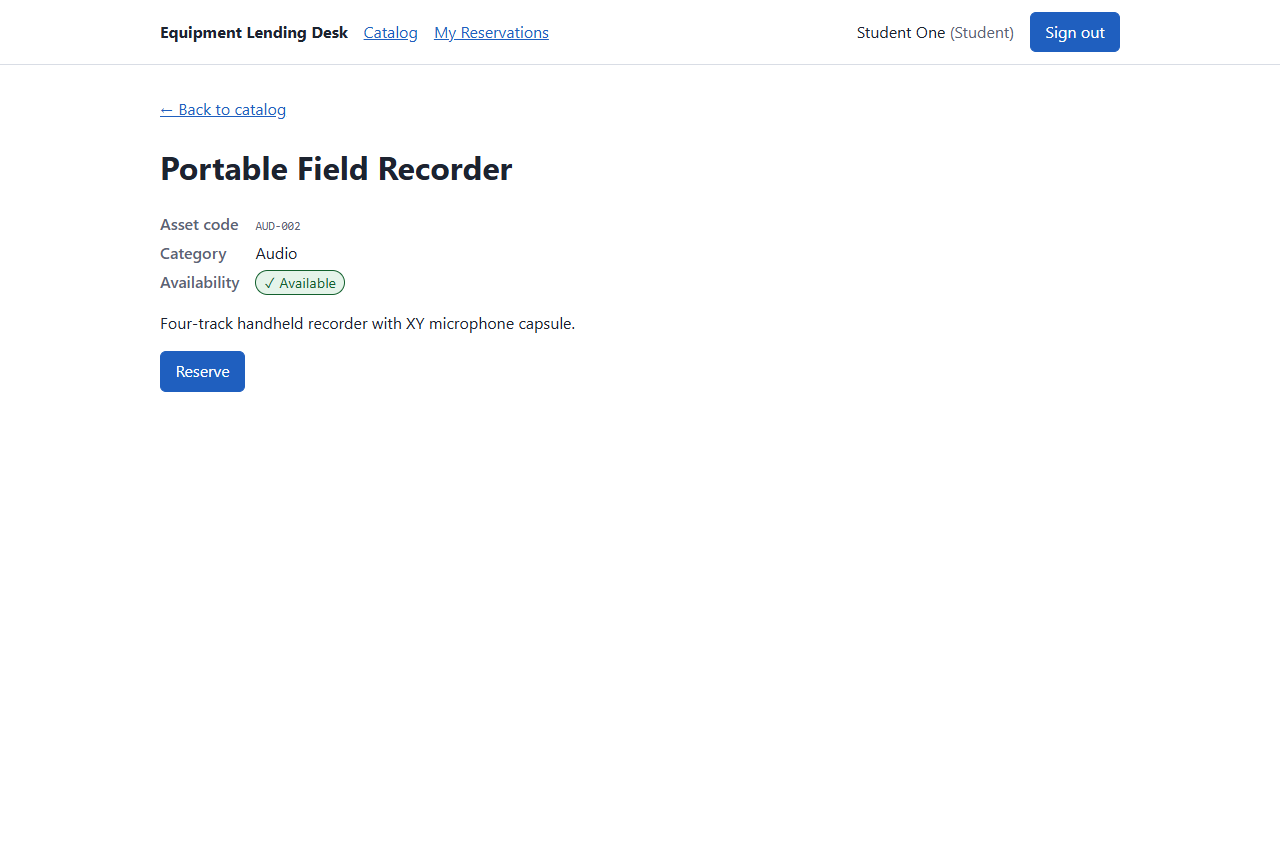 Equipment Lending Desk Catalog My Reservations Student One (Student) Sign out
← Back to catalog
Portable Field Recorder
Asset code AUD-002
Category Audio
Availability ✓ Available
Four-track handheld recorder with XY microphone capsule.
Reserve